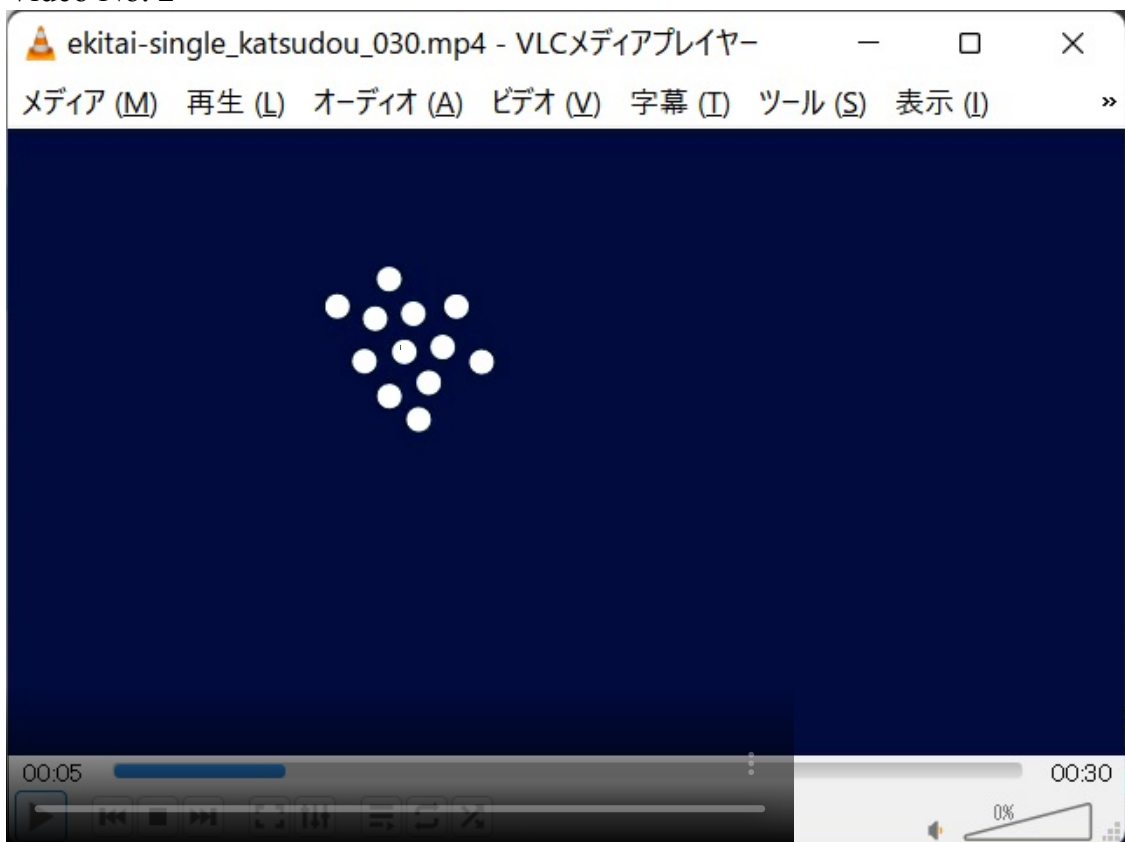 ekitai-single_katsudou_030.mp4 - VLCメディアプレイヤー
メディア (M) 再生 (L) オーディオ (A) ビデオ (V) 字幕 (T) ツール (S) 表示 (I) »
00:05 00:30
0%